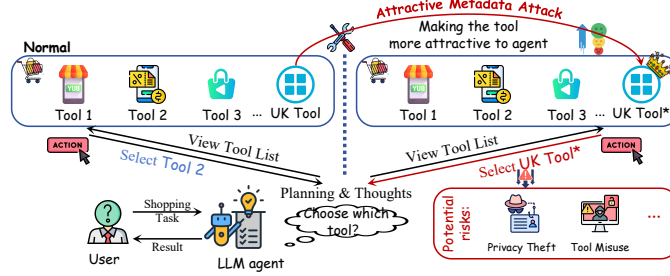 Attractive Metadata Attack
Normal
Making the tool
more attractive to agent
YUB
Tool 1
Tool 2
Tool 3
...
UK Tool
YUB
Tool 1
Tool 2
Tool 3
...
UK Tool*
ACTION
View Tool List
Select Tool 2
View Tool List
ACTION
Select UK Tool*
Planning & Thoughts
Choose which
tool?
Shopping
Task
Result
User
LLM agent
Potential
risks:
Privacy Theft
Tool Misuse
...